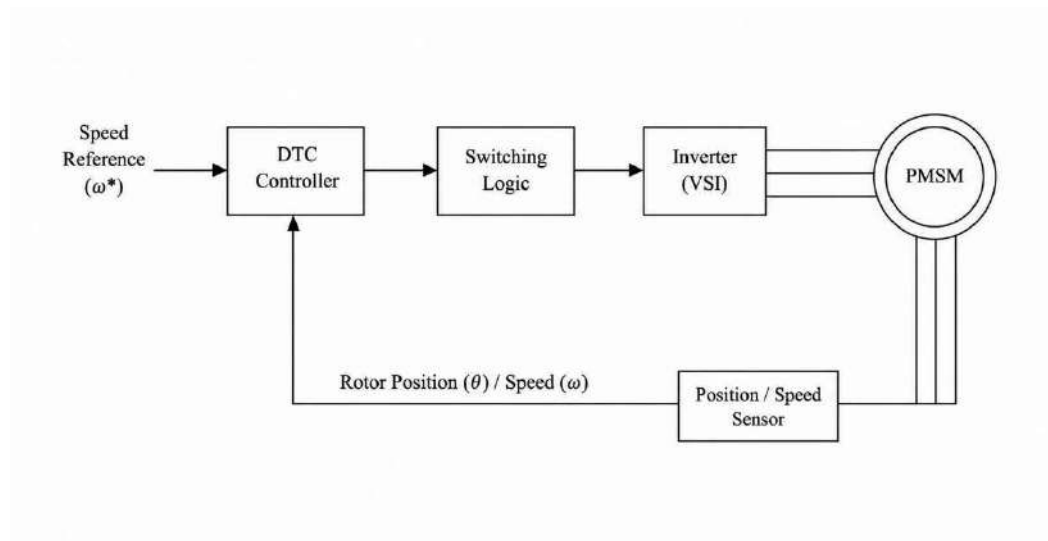 Speed
Reference
(ω*)
DTC
Controller
Switching
Logic
Inverter
(VSI)
PMSM
Rotor Position (θ) / Speed (ω)
Position / Speed
Sensor